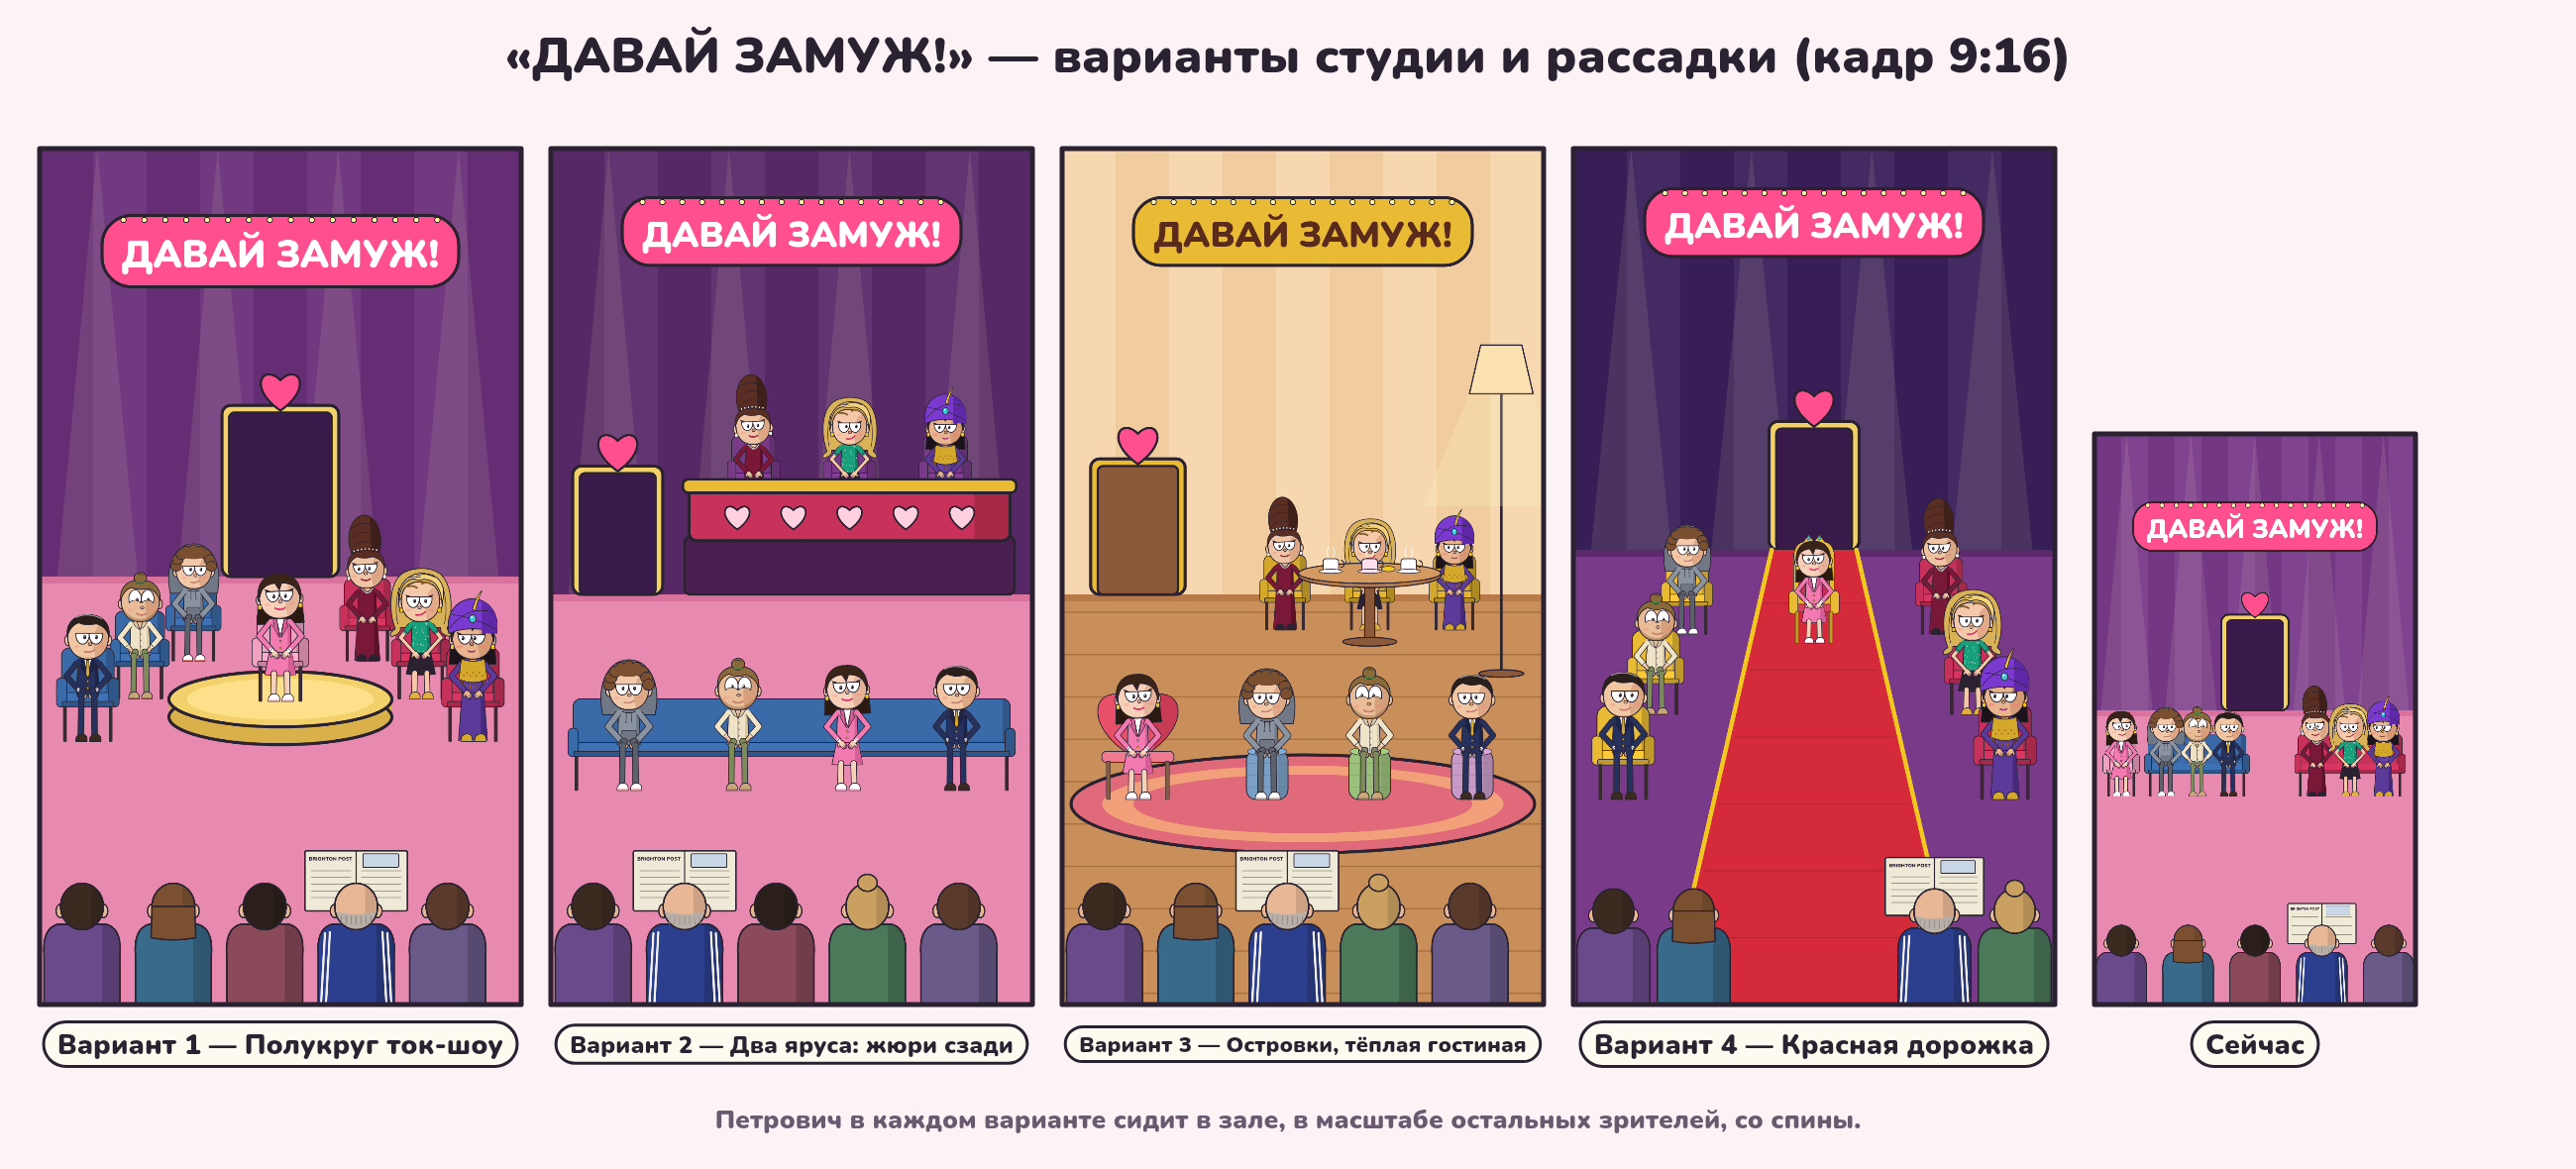 «ДАВАЙ ЗАМУЖ!» — варианты студии и рассадки (кадр 9:16)
ДАВАЙ ЗАМУЖ!
ДАВАЙ ЗАМУЖ!
ДАВАЙ ЗАМУЖ!
ДАВАЙ ЗАМУЖ!
ДАВАЙ ЗАМУЖ!
BRIGHTON POST
BRIGHTON POST
BRIGHTON POST
BRIGHTON POST
BRIGHTON POST
Вариант 1 — Полукруг ток-шоу
Вариант 2 — Два яруса: жюри сзади
Вариант 3 — Островки, тёплая гостиная
Вариант 4 — Красная дорожка
Сейчас
Петрович в каждом варианте сидит в зале, в масштабе остальных зрителей, со спины.